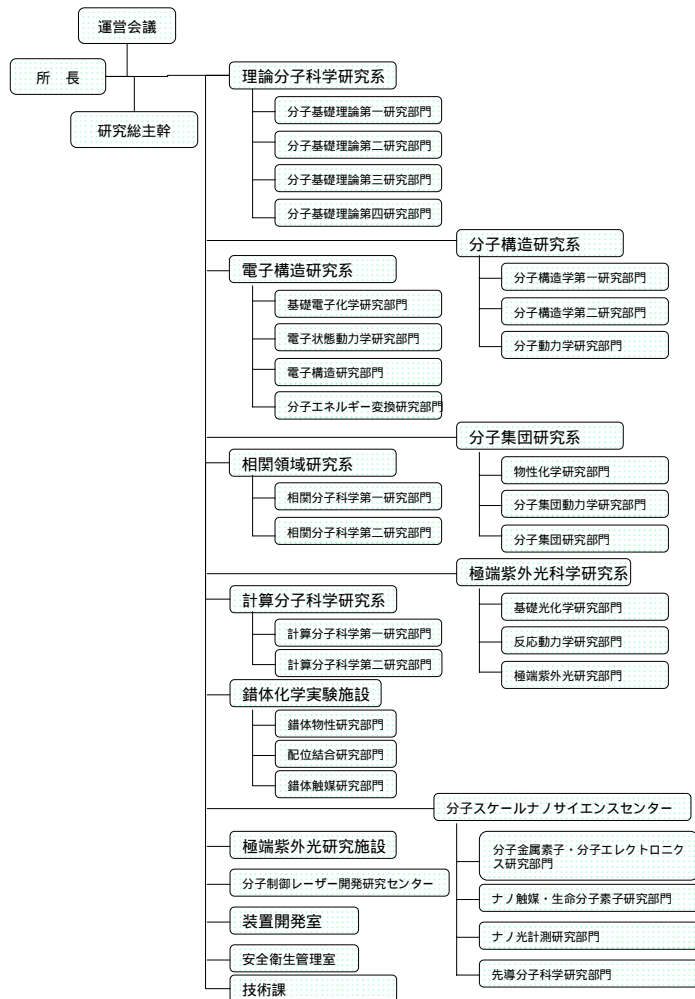 運営会議
所　長
研究総主幹
理論分子科学研究系
分子基礎理論第一研究部門
分子基礎理論第二研究部門
分子基礎理論第三研究部門
分子基礎理論第四研究部門
分子構造研究系
分子構造学第一研究部門
分子構造学第二研究部門
分子動力学研究部門
電子構造研究系
基礎電子化学研究部門
電子状態動力学研究部門
電子構造研究部門
分子エネルギー変換研究部門
分子集団研究系
物性化学研究部門
分子集団動力学研究部門
分子集団研究部門
相関領域研究系
相関分子科学第一研究部門
相関分子科学第二研究部門
極端紫外光科学研究系
基礎光化学研究部門
反応動力学研究部門
極端紫外光研究部門
計算分子科学研究系
計算分子科学第一研究部門
計算分子科学第二研究部門
錯体化学実験施設
錯体物性研究部門
配位結合研究部門
錯体触媒研究部門
分子スケールナノサイエンスセンター
分子金属素子・分子エレクトロニク
ス研究部門
ナノ触媒・生命分子素子研究部門
ナノ光計測研究部門
先導分子科学研究部門
極端紫外光研究施設
分子制御レーザー開発研究センター
装置開発室
安全衛生管理室
技術課